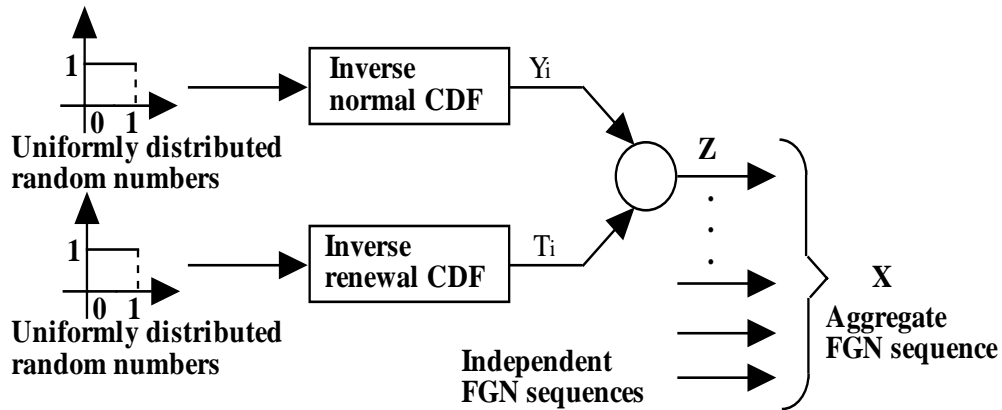 1
0 1
Uniformly distributed
random numbers
Inverse
normal CDF
Yi
1
0 1
Uniformly distributed
random numbers
Inverse
renewal CDF
Ti
Z
.
.
.
Independent
FGN sequences
X
Aggregate
FGN sequence